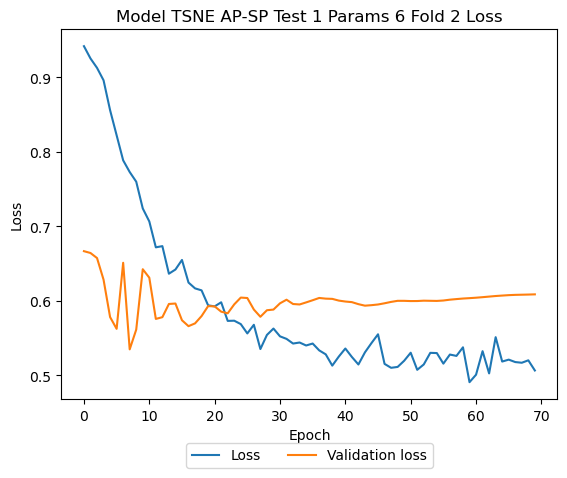 Model TSNE AP-SP Test 1 Params 6 Fold 2 Loss
0.9
0.8
0.7
0.6
0.5
Loss
0 10 20 30 40 50 60 70
Epoch
Loss Validation loss